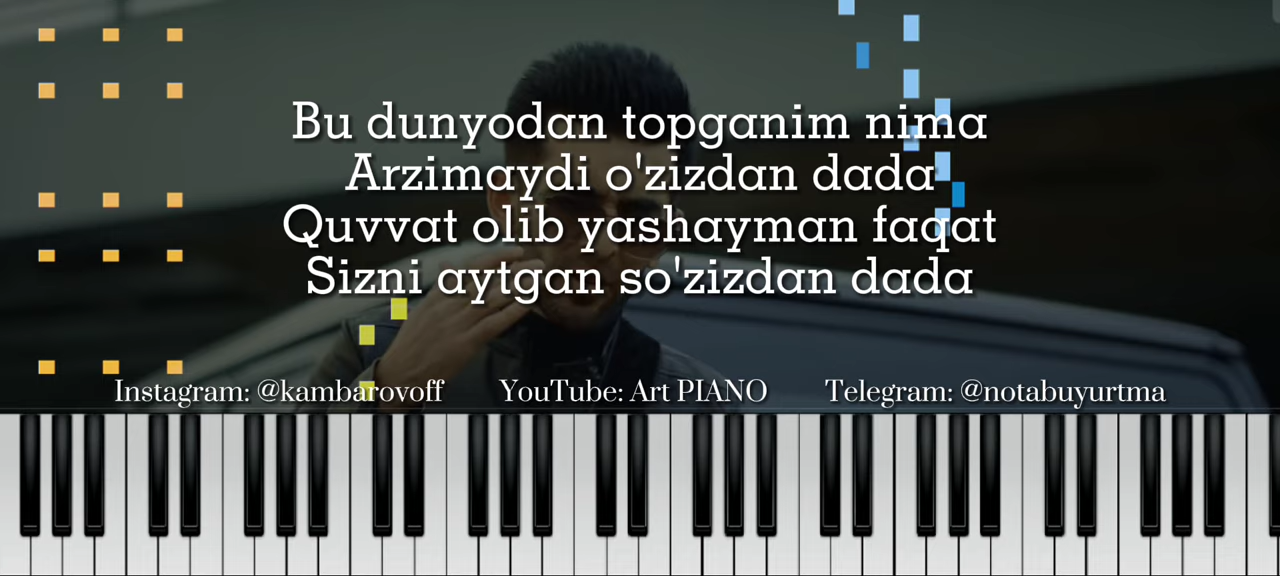 Bu dunyodan topganim nima
Arzimaydi o'zizdan dada
Quvvat olib yashayman faqat
Sizni aytgan so'zizdan dada
Instagram: @kambarovoff YouTube: Art PIANO Telegram: @notabuyurtma